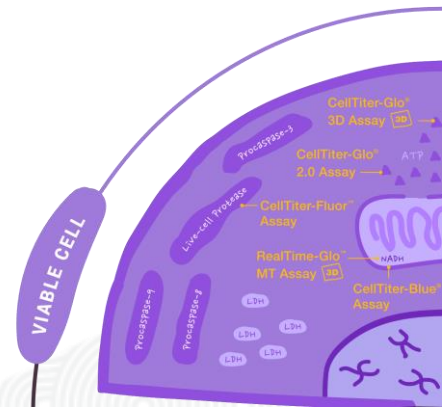 CellTiter-Glo®
3D Assay 3D
Procaspase-3
ATP
CellTiter-Glo®
2.0 Assay
Live-cell Protease
CellTiter-Fluor™
Assay
VIABLE CELL
RealTime-Glo™
MT Assay 3D
NADH
CellTiter-Blue®
Assay
Procaspase-9
Procaspase-8
LDH
LDH
LDH
LDH
LDH
LDH